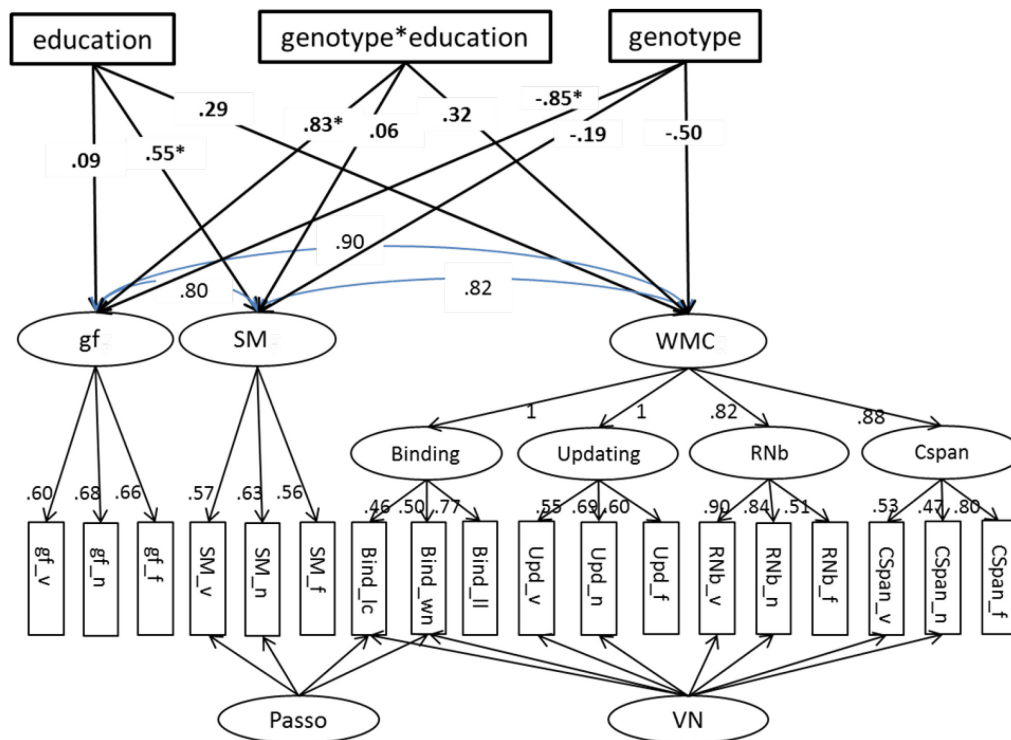 education
genotype*education
genotype
.29
.83*
.06
.32
-.85*
-.19
-.50
.09
.55*
.90
.80
.82
gf
SM
WMC
1
1
.82
.88
Binding
Updating
RNb
Cspan
.60
.68
.66
.57
.63
.56
.46
.50
.77
.55
.69
.60
.90
.84
.51
.53
.47
.80
gf_v
gf_n
gf_f
SM_v
SM_n
SM_f
Bind_lc
Bind_wn
Bind_ll
Upd_v
Upd_n
Upd_f
RNb_v
RNb_n
RNb_f
CSpan_v
CSpan_n
CSpan_f
Passo
VN